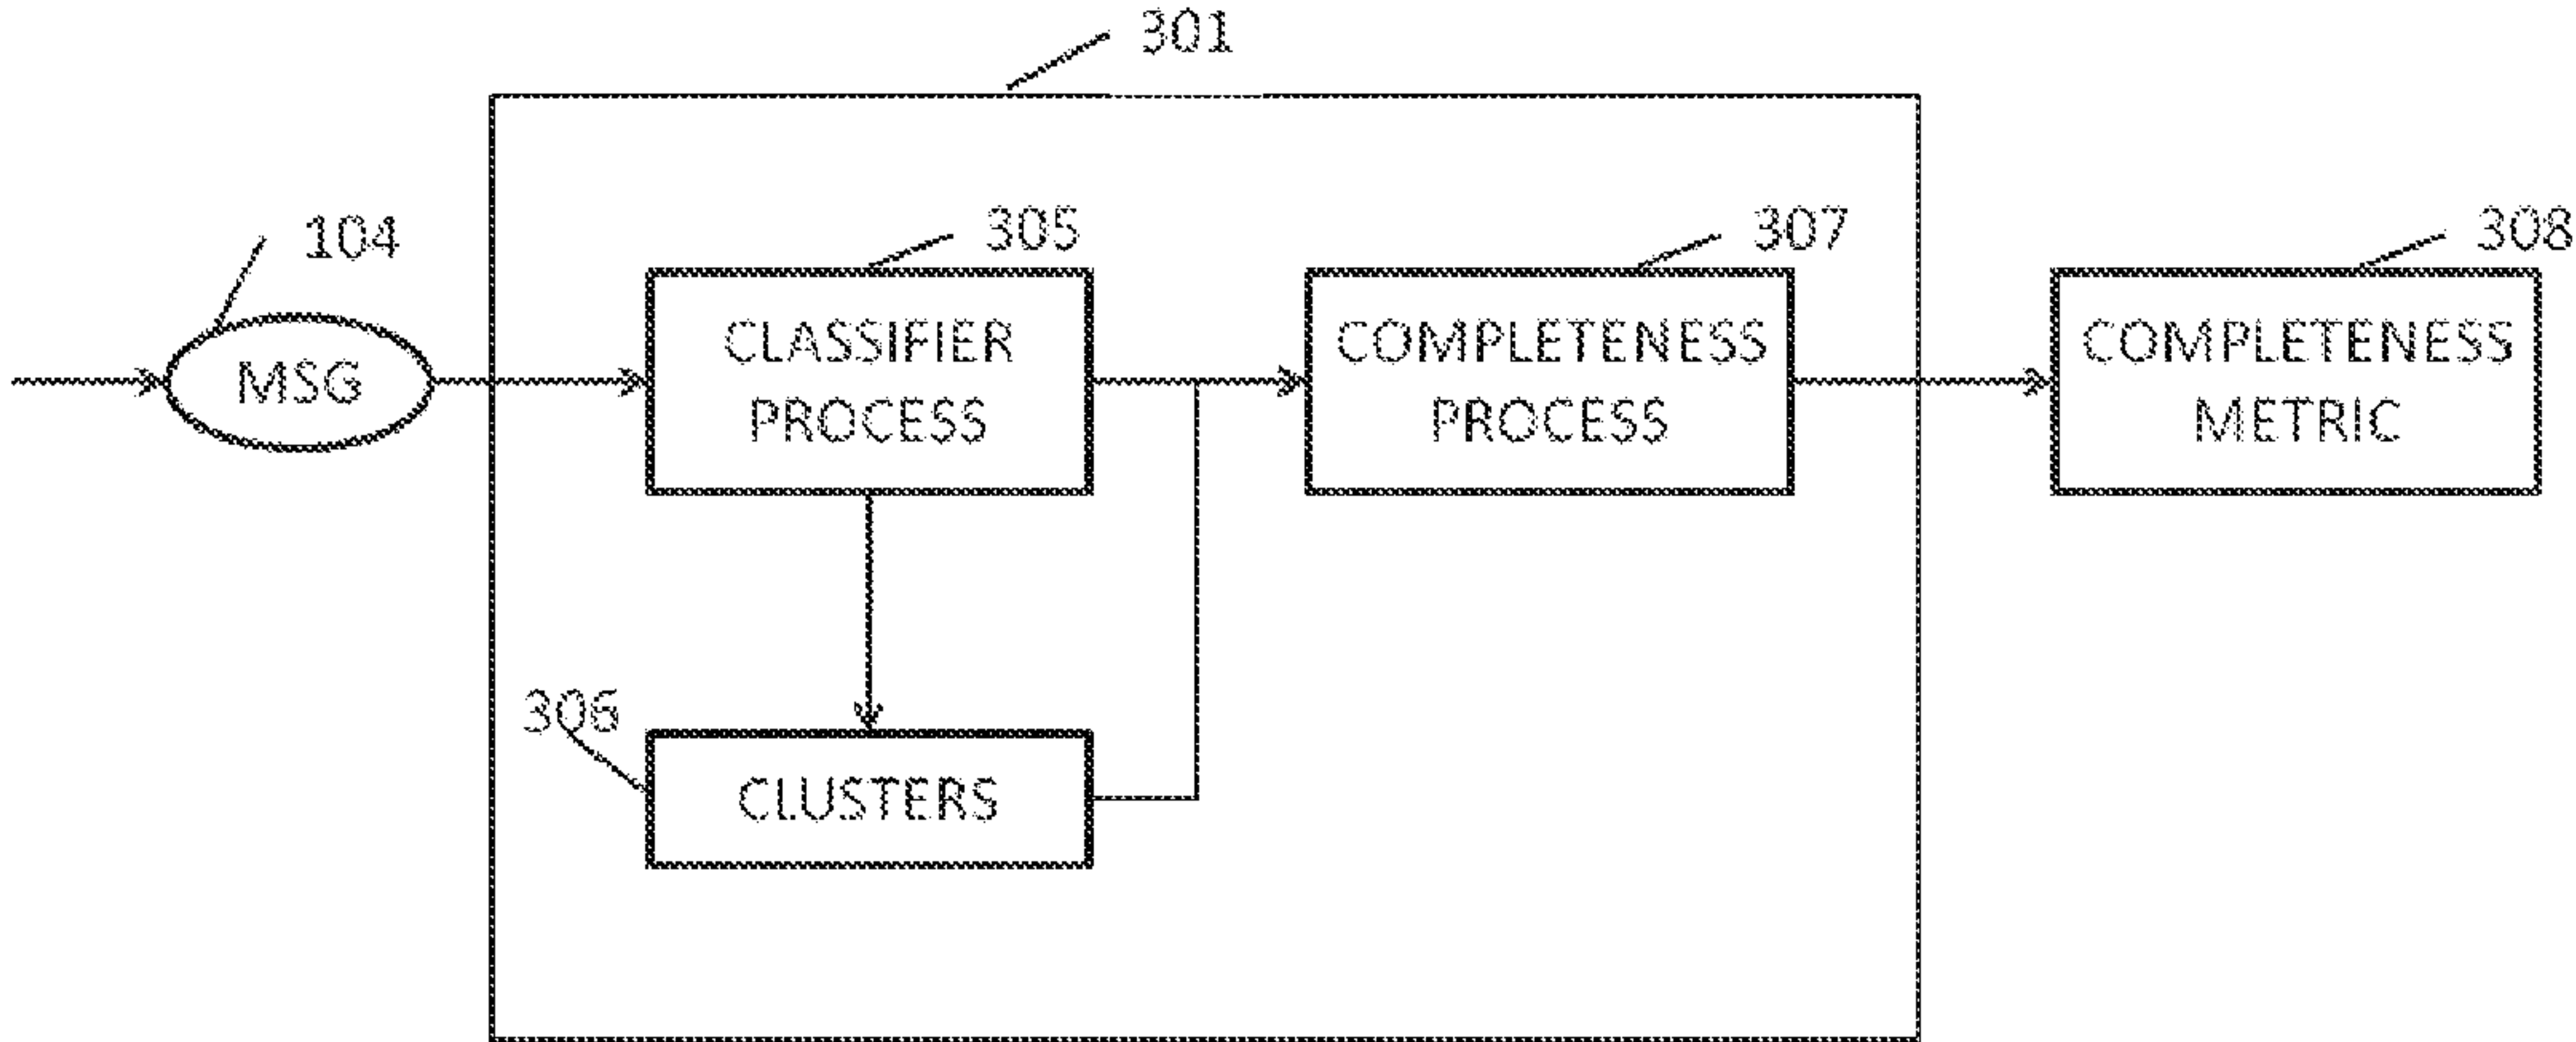 301
104
305
307
308
MSG
CLASSIFIER
PROCESS
COMPLETENESS
PROCESS
COMPLETENESS
METRIC
306
CLUSTERS